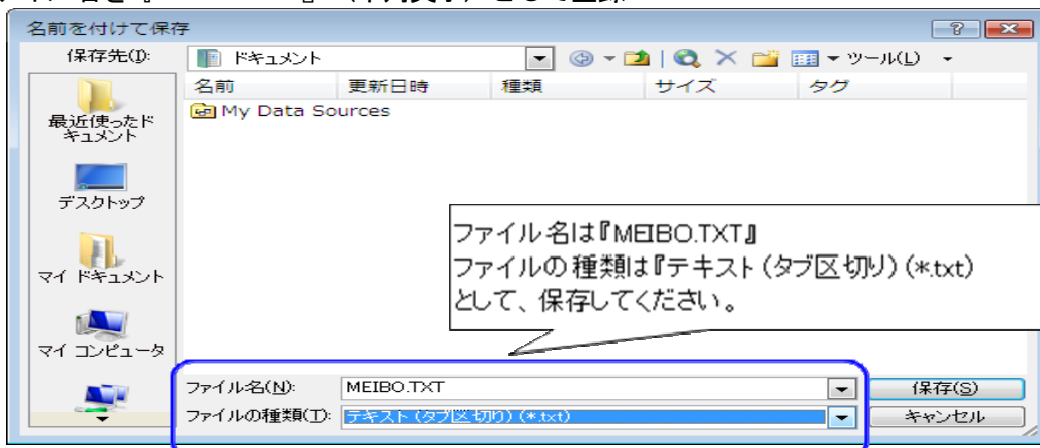 名前を付けて保存
保存先(I):
ドキュメント
ツール(L)
名前 更新日時 種類 サイズ タグ
My Data Sources
最近使ったド
キュメント
デスクトップ
マイ ドキュメント
マイ コンピュータ
ファイル名は『MEIBO.TXT』
ファイルの種類は『テキスト(タブ区切り)(*.txt)
として、保存してください。
ファイル名(N): MEIBO.TXT 保存(S)
ファイルの種類(T): テキスト (タブ区切り) (*.txt) キャンセル